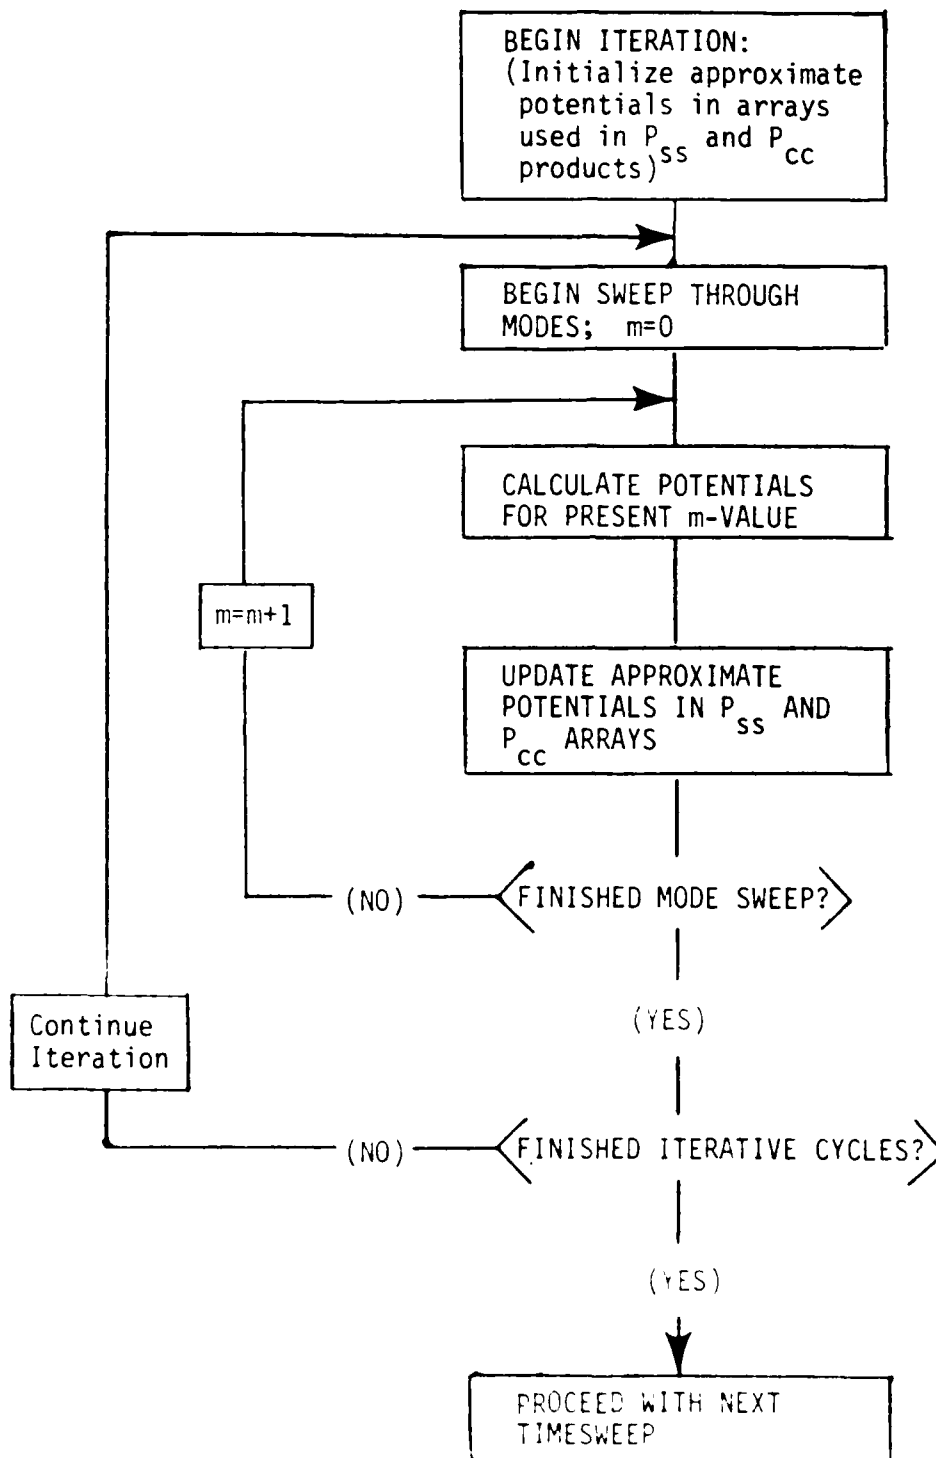 BEGIN ITERATION:
(Initialize approximate
potentials in arrays
used in Pss and Pcc
products)
BEGIN SWEEP THROUGH
MODES; m=0
CALCULATE POTENTIALS
FOR PRESENT m-VALUE
m=m+1
UPDATE APPROXIMATE
POTENTIALS IN Pss AND
Pcc ARRAYS
(NO)
FINISHED MODE SWEEP?
(YES)
Continue
Iteration
(NO)
FINISHED ITERATIVE CYCLES?
(YES)
PROCEED WITH NEXT
TIMESWEEP